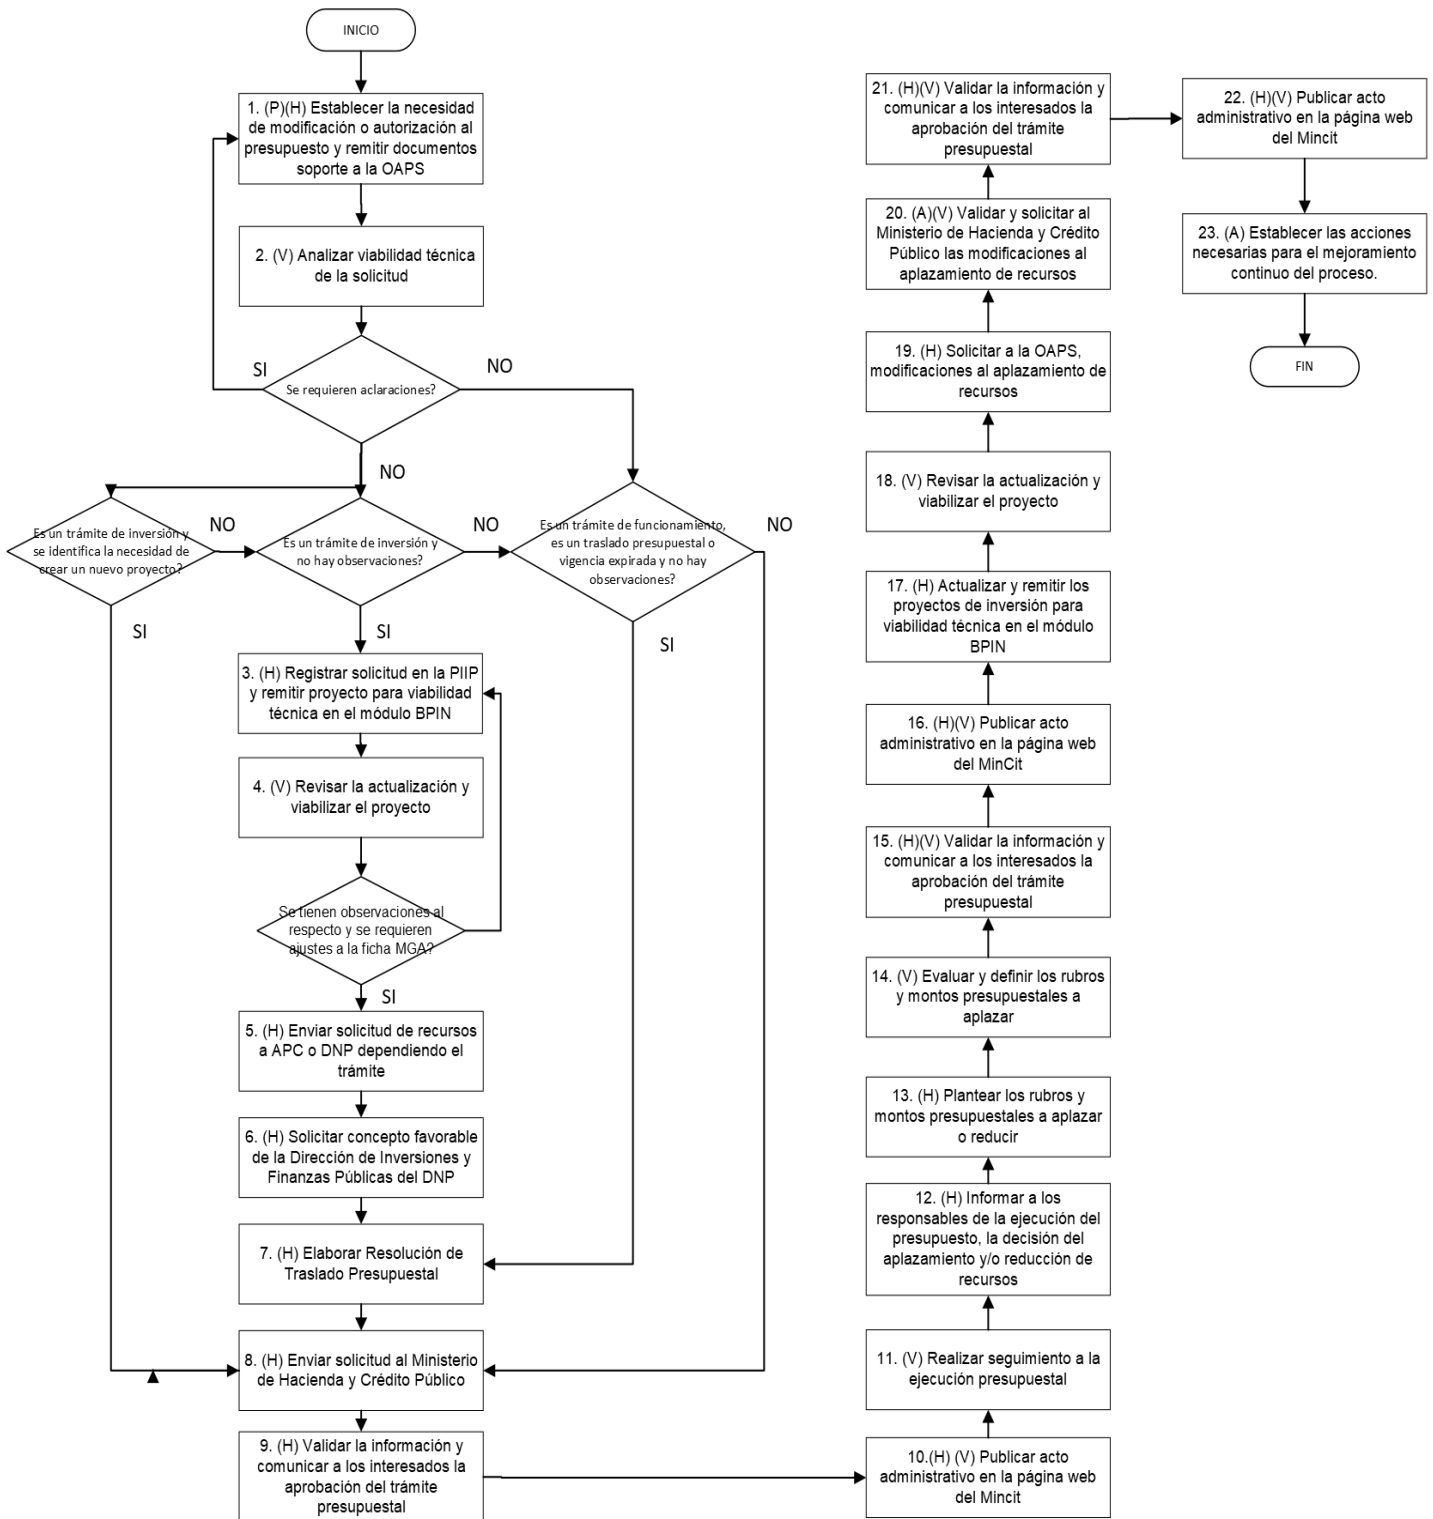 INICIO
1. (P)(H) Establecer la necesidad
de modificación o autorización al
presupuesto y remitir documentos
soporte a la OAPS
2. (V) Analizar viabilidad técnica
de la solicitud
SI
NO
Se requieren aclaraciones?
NO
Es un trámite de inversión y
se identifica la necesidad de
crear un nuevo proyecto?
NO
Es un trámite de inversión y
no hay observaciones?
NO
Es un trámite de funcionamiento,
es un traslado presupuestal o
vigencia expirada y no hay
observaciones?
NO
SI
SI
SI
3. (H) Registrar solicitud en la PIIP
y remitir proyecto para viabilidad
técnica en el módulo BPIN
4. (V) Revisar la actualización y
viabilizar el proyecto
Se tienen observaciones al
respecto y se requieren
ajustes a la ficha MGA?
SI
5. (H) Enviar solicitud de recursos
a APC o DNP dependiendo el
trámite
6. (H) Solicitar concepto favorable
de la Dirección de Inversiones y
Finanzas Públicas del DNP
7. (H) Elaborar Resolución de
Traslado Presupuestal
8. (H) Enviar solicitud al Ministerio
de Hacienda y Crédito Público
9. (H) Validar la información y
comunicar a los interesados la
aprobación del trámite
presupuestal
10.(H) (V) Publicar acto
administrativo en la página web
del Mincit
11. (V) Realizar seguimiento a la
ejecución presupuestal
12. (H) Informar a los
responsables de la ejecución del
presupuesto, la decisión del
aplazamiento y/o reducción de
recursos
13. (H) Plantear los rubros y
montos presupuestales a aplazar
o reducir
14. (V) Evaluar y definir los rubros
y montos presupuestales a
aplazar
15. (H)(V) Validar la información y
comunicar a los interesados la
aprobación del trámite
presupuestal
16. (H)(V) Publicar acto
administrativo en la página web
del MinCit
17. (H) Actualizar y remitir los
proyectos de inversión para
viabilidad técnica en el módulo
BPIN
18. (V) Revisar la actualización y
viabilizar el proyecto
19. (H) Solicitar a la OAPS,
modificaciones al aplazamiento de
recursos
20. (A)(V) Validar y solicitar al
Ministerio de Hacienda y Crédito
Público las modificaciones al
aplazamiento de recursos
21. (H)(V) Validar la información y
comunicar a los interesados la
aprobación del trámite
presupuestal
22. (H)(V) Publicar acto
administrativo en la página web
del Mincit
23. (A) Establecer las acciones
necesarias para el mejoramiento
continuo del proceso.
FIN